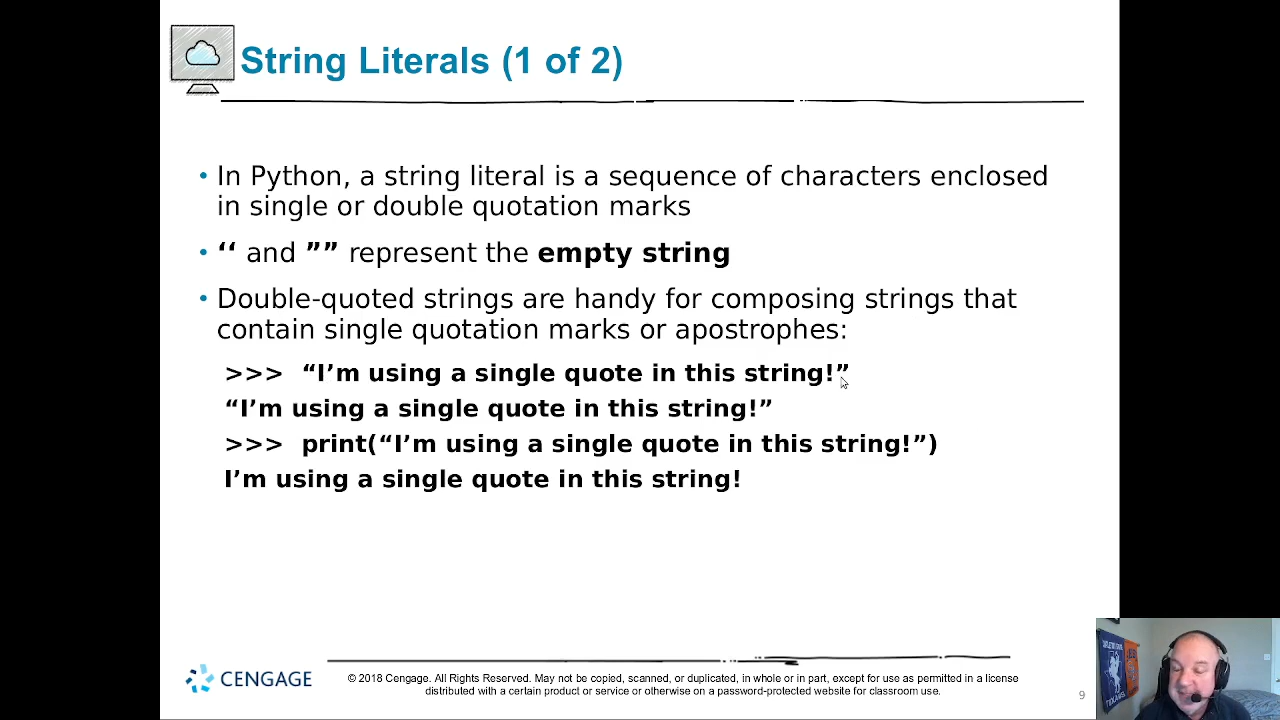 String Literals (1 of 2)
• In Python, a string literal is a sequence of characters enclosed
in single or double quotation marks
• ‘‘ and ”” represent the empty string
• Double-quoted strings are handy for composing strings that
contain single quotation marks or apostrophes:
>>> “I’m using a single quote in this string!”
“I’m using a single quote in this string!”
>>> print(“I’m using a single quote in this string!”)
I’m using a single quote in this string!
CENGAGE
© 2018 Cengage. All Rights Reserved. May not be copied, scanned, or duplicated, in whole or in part, except for use as permitted in a license
distributed with a certain product or service or otherwise on a password-protected website for classroom use.
9